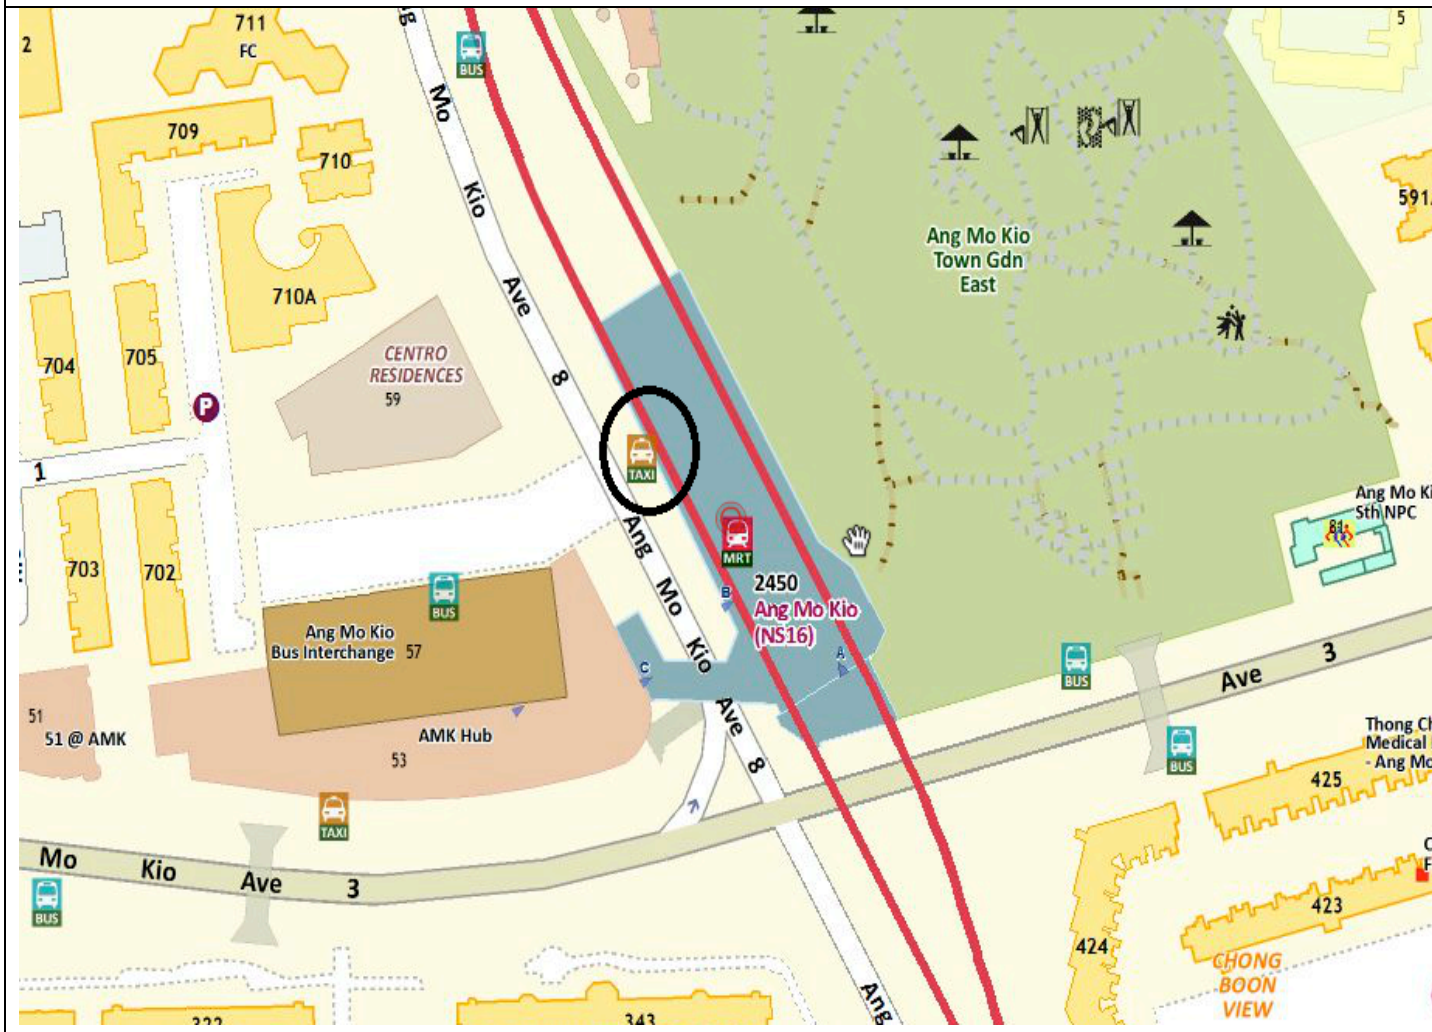 711
FC
2
5
Ang
BUS
Mo
709
710
Kio
591
Ang Mo Kio
Town Gdn
East
Ave
710A
704
705
CENTRO
RESIDENCES
59
8
P
TAXI
1
Ang Mo Ki
Sth NPC
Ang
MRT
703
702
BUS
2450
Ang Mo Kio
(NS16)
B
Mo
Ang Mo Kio
Bus Interchange 57
Kio
A
C
BUS
Ave 3
51
51 @ AMK
AMK Hub
53
Ave
8
BUS
Thong Ch
Medical
- Ang Mo
425
TAXI
Mo Kio Ave 3
BUS
423
424
CHONG
BOON
VIEW
Ang
322
343